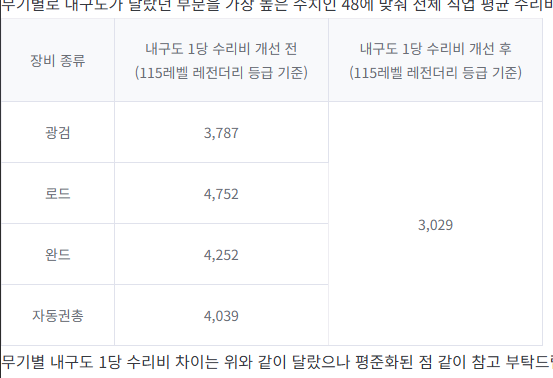 무기별로 내구도가 달랐던 부분을 가장 높은 수치인 48에 맞춰 전체 직업 평균 수리비
장비 종류
내구도 1당 수리비 개선 전
(115레벨 레전더리 등급 기준)
내구도 1당 수리비 개선 후
(115레벨 레전더리 등급 기준)
광검
3,787
로드
4,752
3,029
완드
4,252
자동권총
4,039
무기별 내구도 1당 수리비 차이는 위와 같이 달랐으나 평준화된 점 같이 참고 부탁드